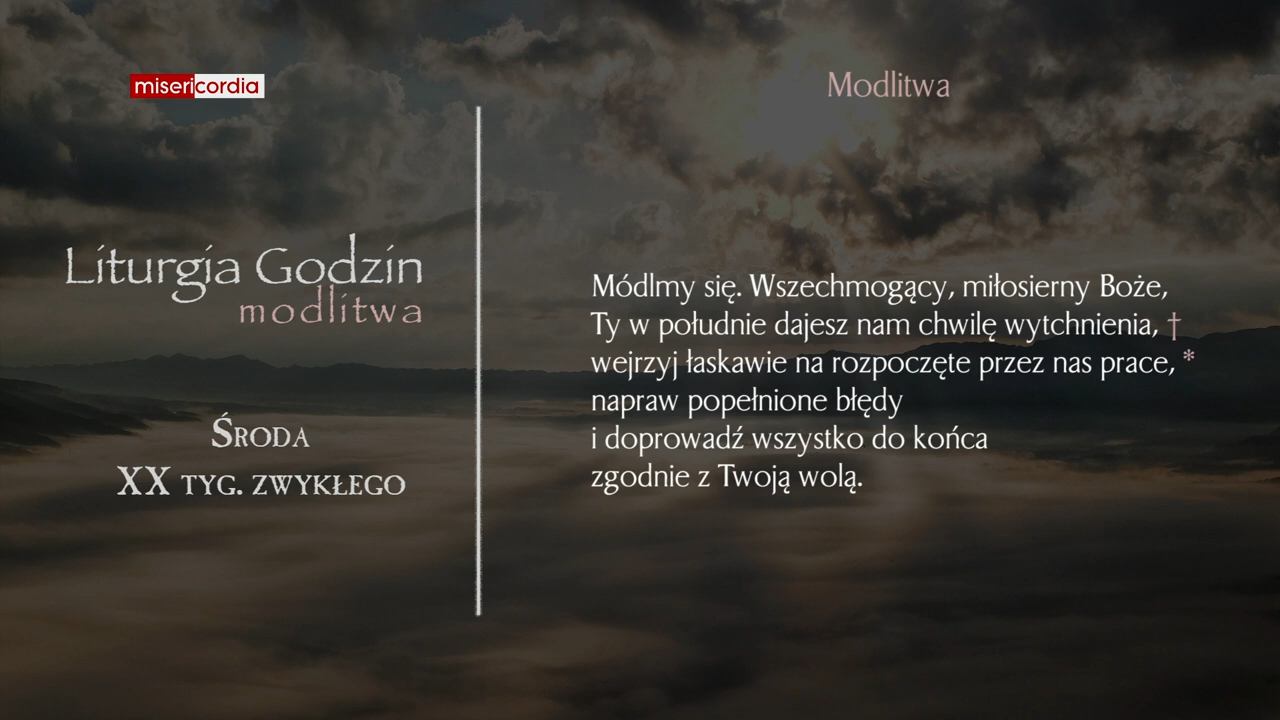 misericordia
Liturgia Godzin
modlitwa
Środa
XX tyg. zwykłego
Modlitwa
Módlmy się. Wszechmogący, miłosierny Boże,
Ty w południe dajesz nam chwilę wytchnienia, †
wejrzyj łaskawie na rozpoczęte przez nas prace, *
napraw popełnione błędy
i doprowadź wszystko do końca
zgodnie z Twoją wolą.